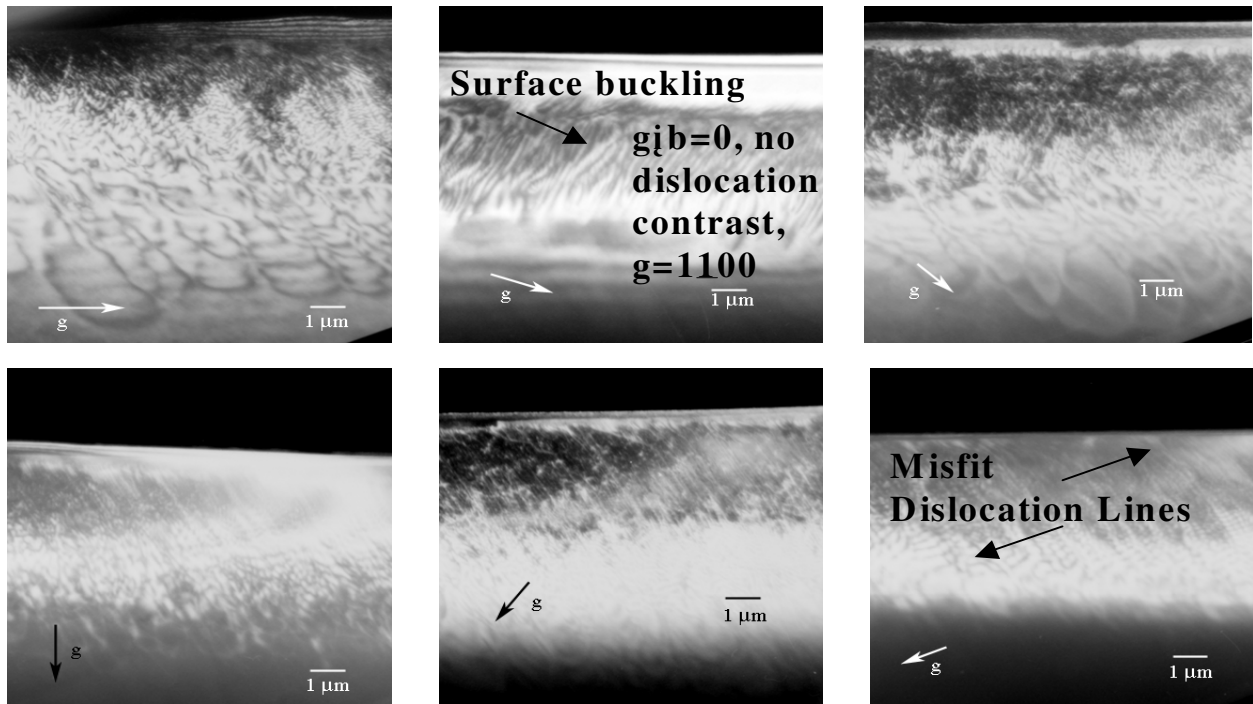 g
1 μm
Surface buckling
gįb=0, no
dislocation
contrast,
g=1100
g
1 μm
g
1 μm
g
1 μm
g
1 μm
Misfit
Dislocation Lines
g
1 μm